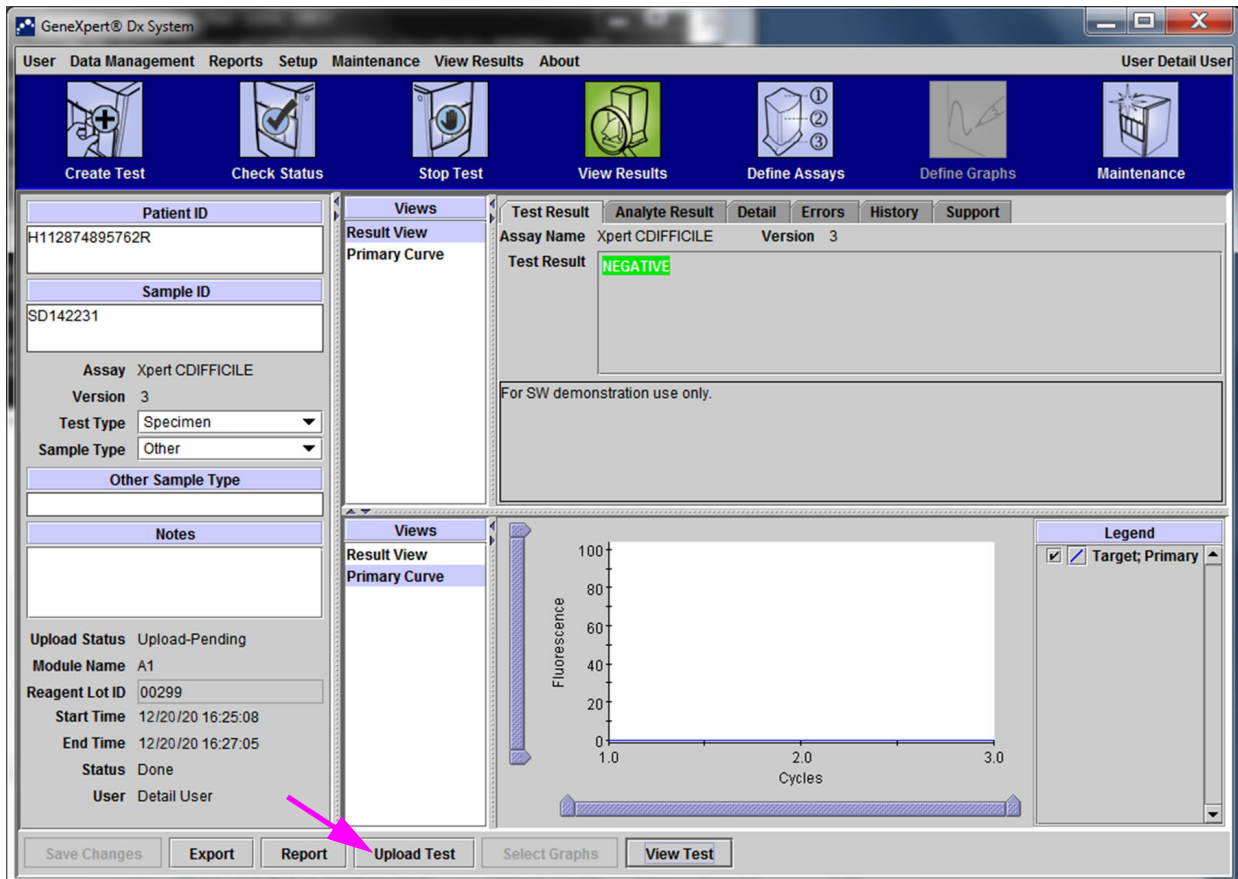 GeneXpert® Dx System
User Data Management Reports Setup Maintenance View Results About User Detail User
Create Test Check Status Stop Test View Results Define Assays Define Graphs Maintenance
① ② ③
Patient ID
H112874895762R
Sample ID
SD142231
Assay Xpert CDIFFICILE
Version 3
Test Type Specimen
Sample Type Other
Other Sample Type
Notes
Upload Status Upload-Pending
Module Name A1
Reagent Lot ID 00299
Start Time 12/20/20 16:25:08
End Time 12/20/20 16:27:05
Status Done
User Detail User
Views
Result View
Primary Curve
Test Result Analyte Result Detail Errors History Support
Assay Name Xpert CDIFFICILE Version 3
Test Result NEGATIVE
For SW demonstration use only.
Views
Result View
Primary Curve
Fluorescence
100
80
60
40
20
0
1.0 2.0 3.0
Cycles
Legend
Target; Primary
Save Changes Export Report Upload Test Select Graphs View Test